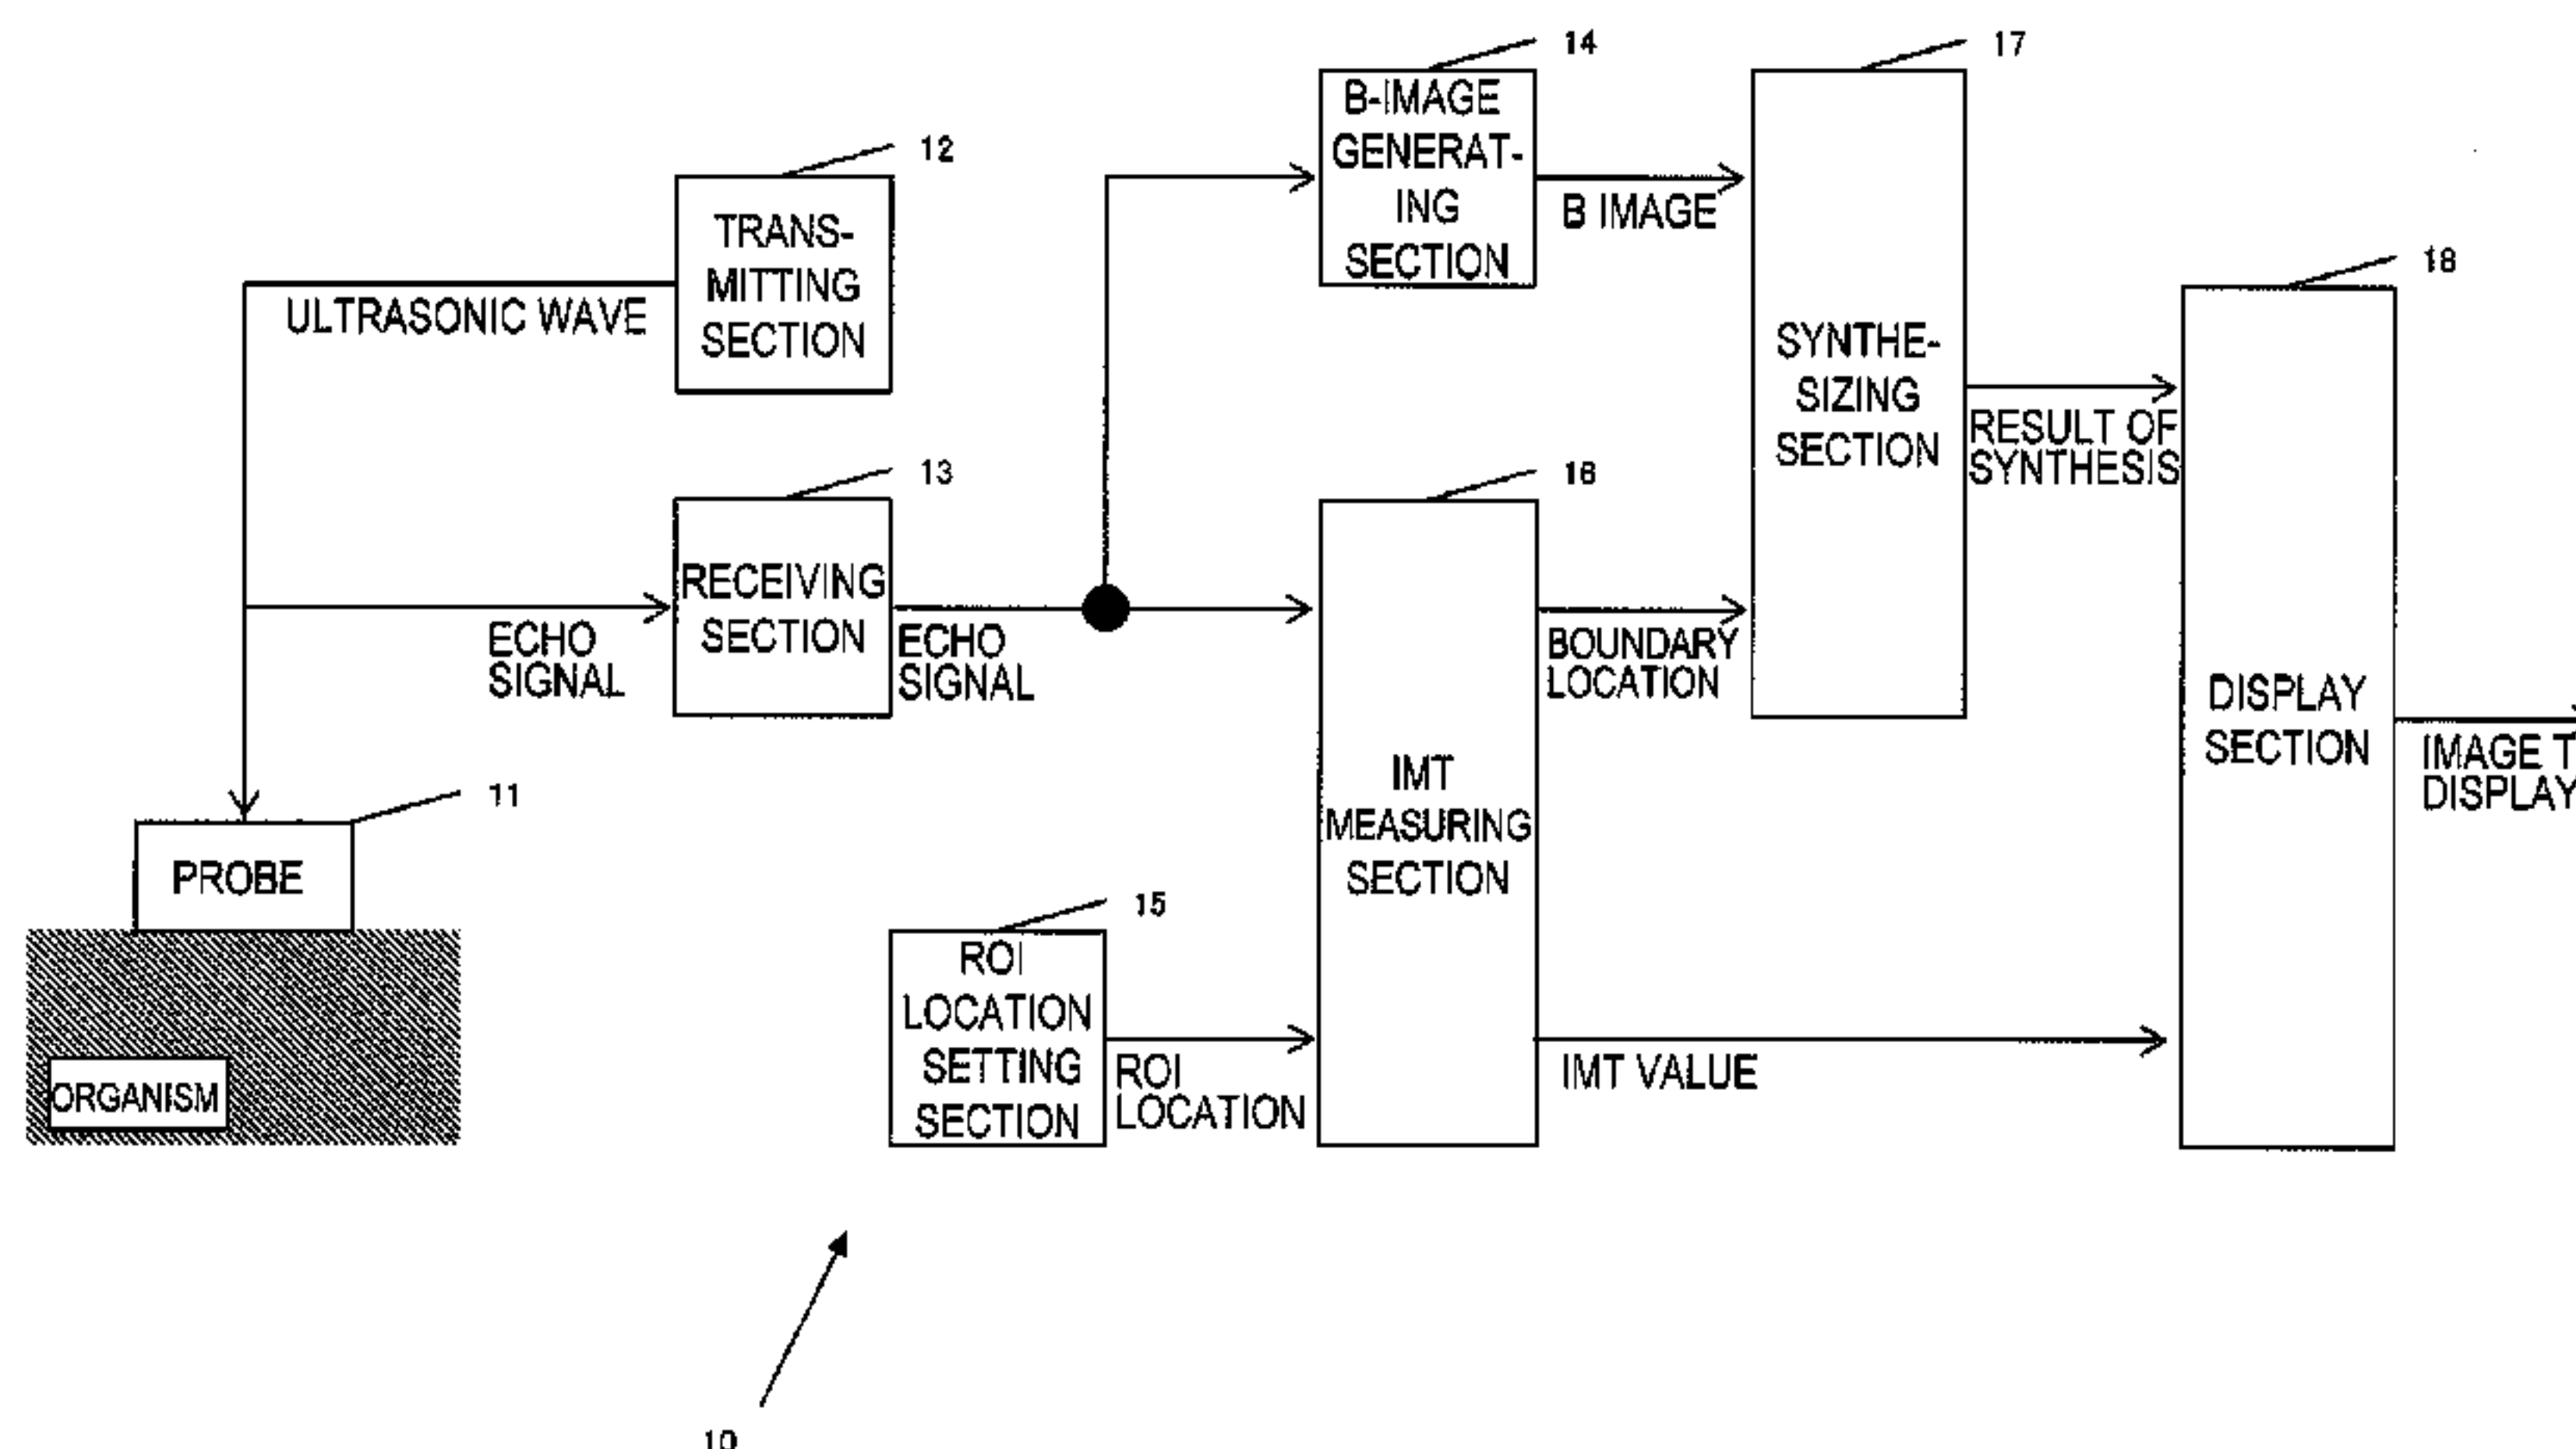 14
17
B-IMAGE
GENERAT-
ING
SECTION
B IMAGE
12
TRANS-
MITTING
SECTION
ULTRASONIC WAVE
18
SYNTHE-
SIZING
SECTION
RESULT OF
SYNTHESIS
13
RECEIVING
SECTION
ECHO
SIGNAL
ECHO
SIGNAL
16
BOUNDARY
LOCATION
IMT
MEASURING
SECTION
DISPLAY
SECTION
IMAGE T
DISPLAY
11
PROBE
ORGANISM
15
ROI
LOCATION
SETTING
SECTION
ROI
LOCATION
IMT VALUE
10